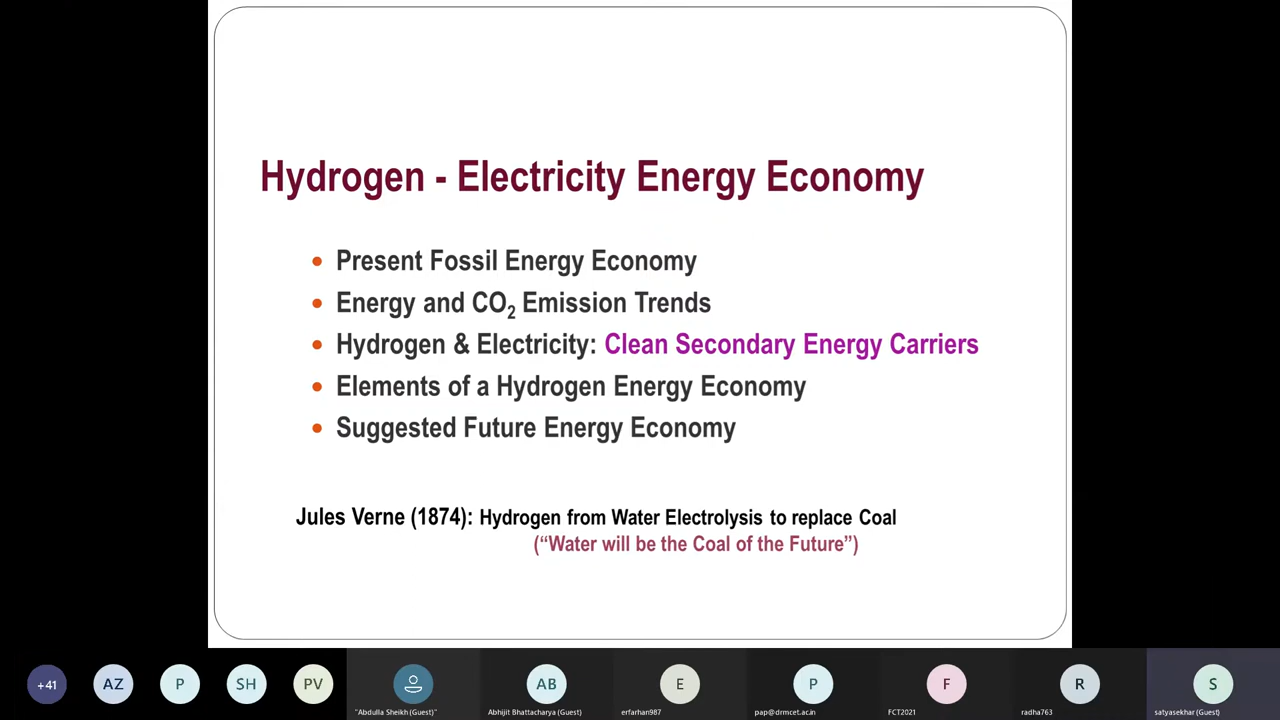 Hydrogen - Electricity Energy Economy
• Present Fossil Energy Economy
• Energy and CO₂ Emission Trends
• Hydrogen & Electricity: Clean Secondary Energy Carriers
• Elements of a Hydrogen Energy Economy
• Suggested Future Energy Economy
Jules Verne (1874): Hydrogen from Water Electrolysis to replace Coal
(“Water will be the Coal of the Future”)
+41 AZ P SH PV AB E P F R S
"Abdulla Sheikh (Guest)" Abhijit Bhattacharya (Guest) erfarhan987 pap@drmcet.ac.in FCT2021 radha763 satyasekhar (Guest)